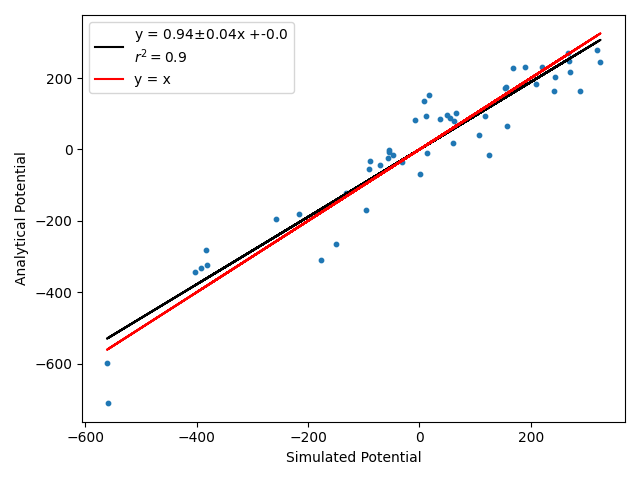 y = 0.94±0.04x +-0.0
r² = 0.9
y = x
Analytical Potential
200
0
−200
−400
−600
−600 −400 −200 0 200
Simulated Potential